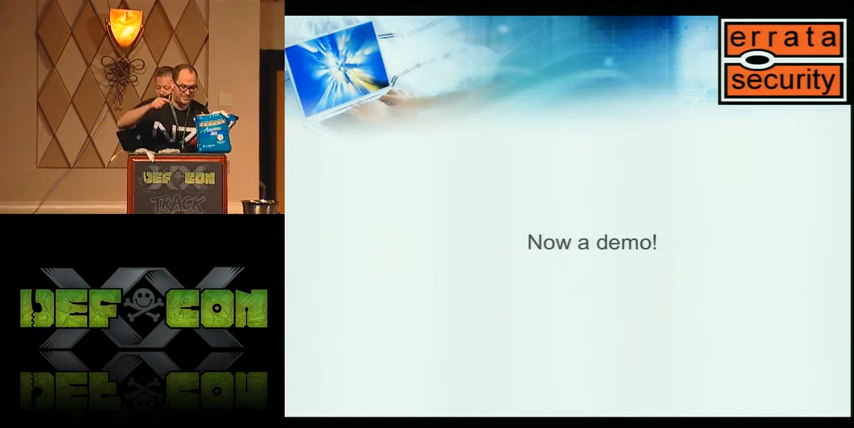 errata
security
Now a demo!
DEF CON
TRACK
DEF CON